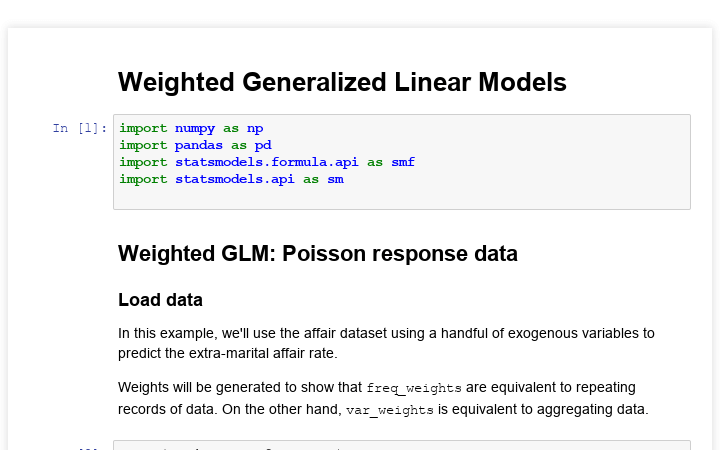 Weighted Generalized Linear Models
In [1]:
import numpy as np
import pandas as pd
import statsmodels.formula.api as smf
import statsmodels.api as sm
Weighted GLM: Poisson response data
Load data
In this example, we'll use the affair dataset using a handful of exogenous variables to
predict the extra-marital affair rate.
Weights will be generated to show that freq_weights are equivalent to repeating
records of data. On the other hand, var_weights is equivalent to aggregating data.